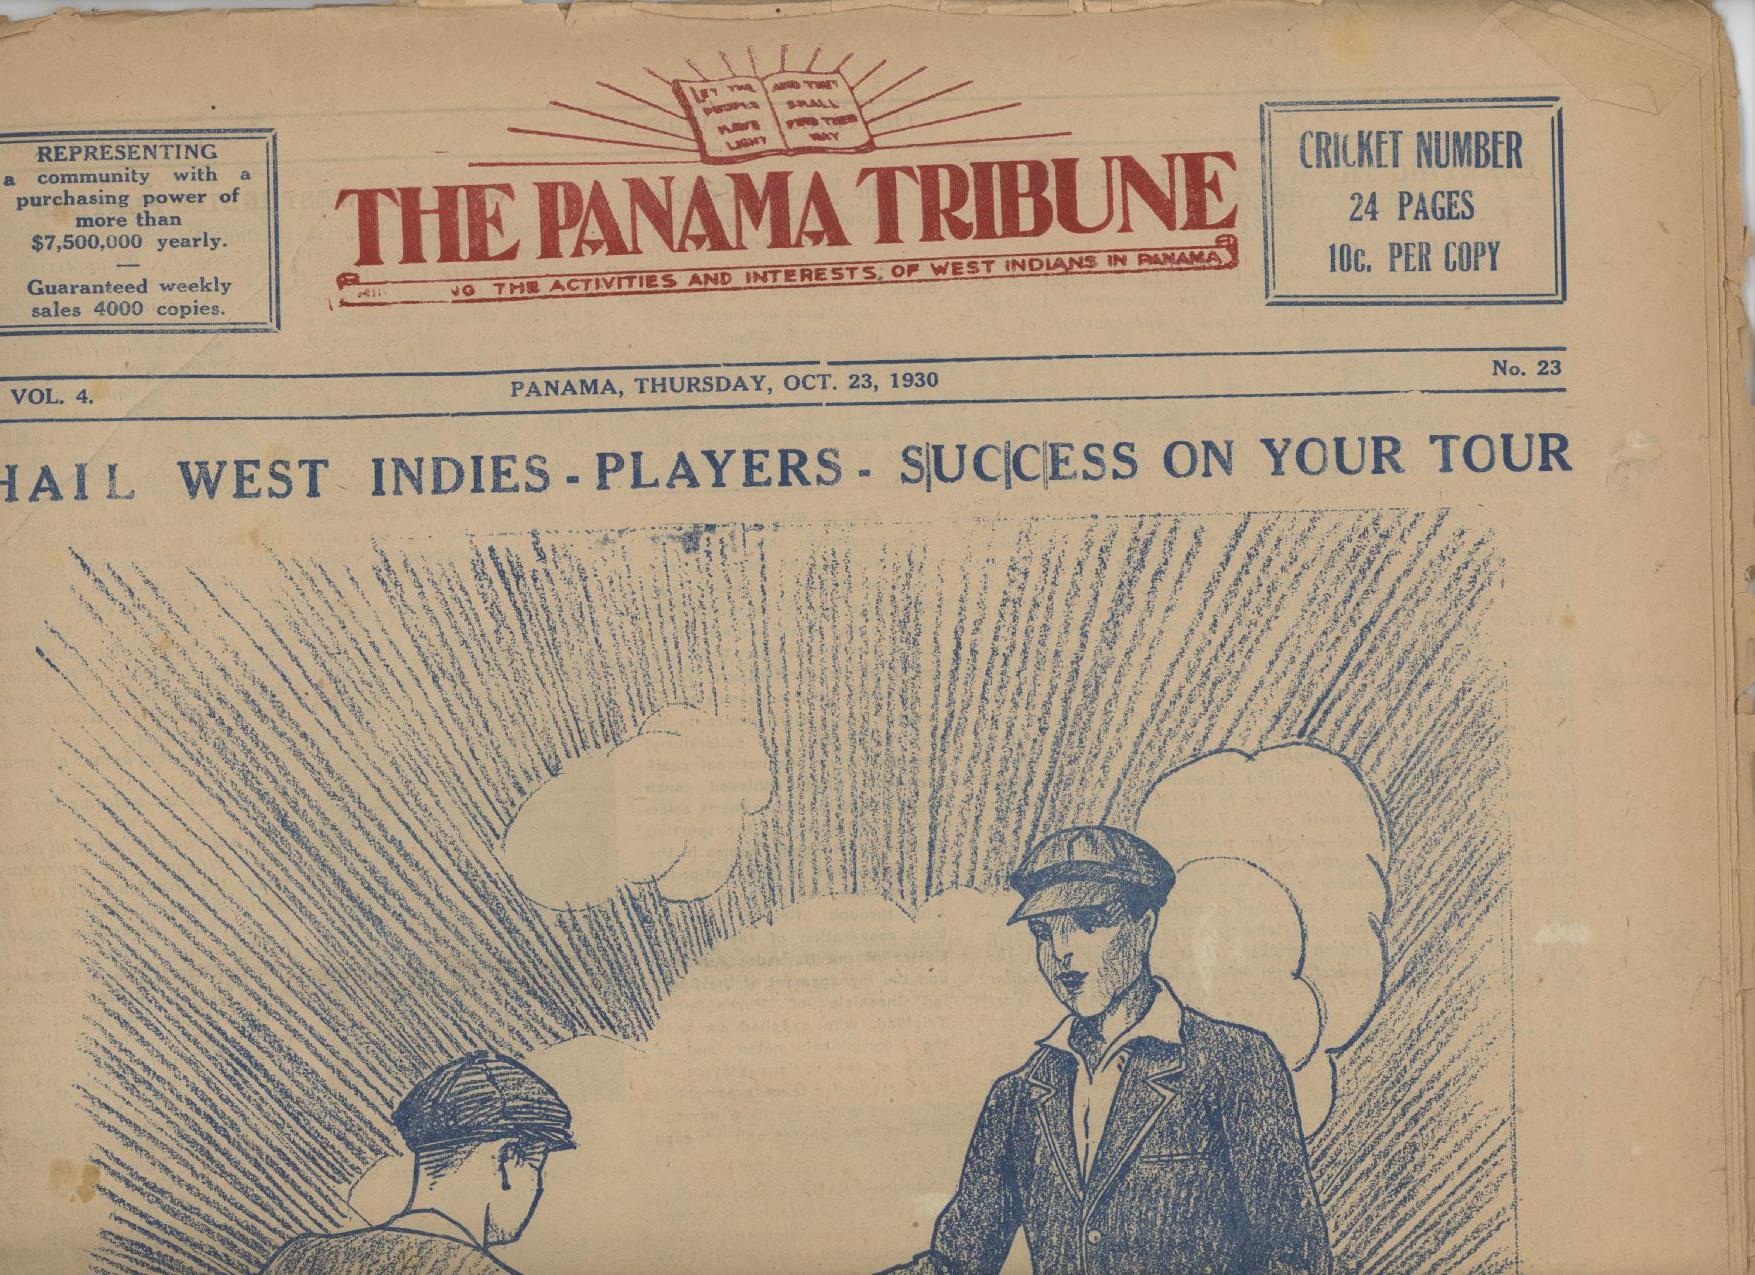 REPRESENTING
a community with a
purchasing power of
more than
$7,500,000 yearly.
—
Guaranteed weekly
sales 4000 copies.
LET THE
PEOPLE
HAVE
LIGHT
AND THEY
SHALL
FIND THEIR
WAY
THE PANAMA TRIBUNE
THE ACTIVITIES AND INTERESTS, OF WEST INDIANS IN PANAMA
CRICKET NUMBER
24 PAGES
10c. PER COPY
VOL. 4.
PANAMA, THURSDAY, OCT. 23, 1930
No. 23
HAIL WEST INDIES - PLAYERS - SUCCESS ON YOUR TOUR